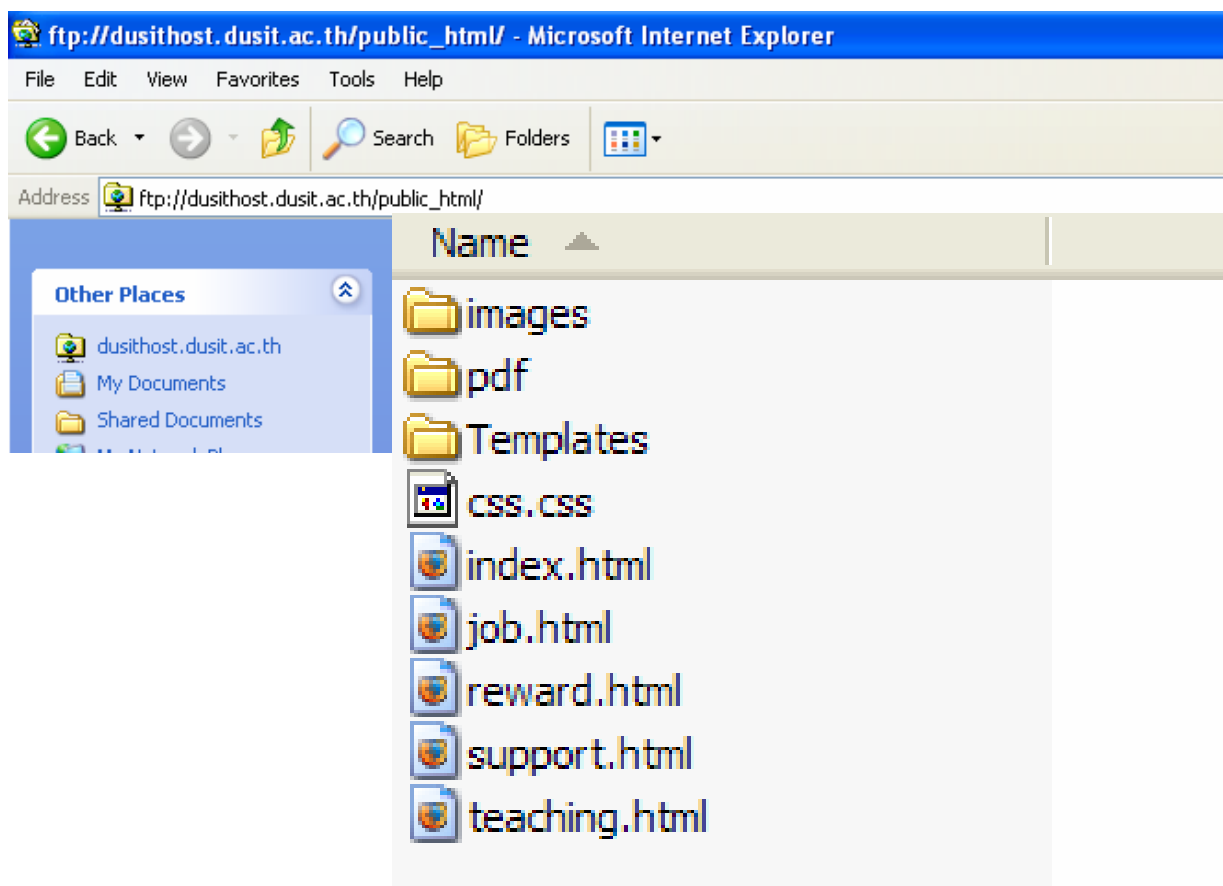 ftp://dusithost.dusit.ac.th/public_html/ - Microsoft Internet Explorer
File Edit View Favorites Tools Help
Back Search Folders
Address ftp://dusithost.dusit.ac.th/public_html/
Name
Other Places
dusithost.dusit.ac.th
My Documents
Shared Documents
images
pdf
Templates
css.css
index.html
job.html
reward.html
support.html
teaching.html